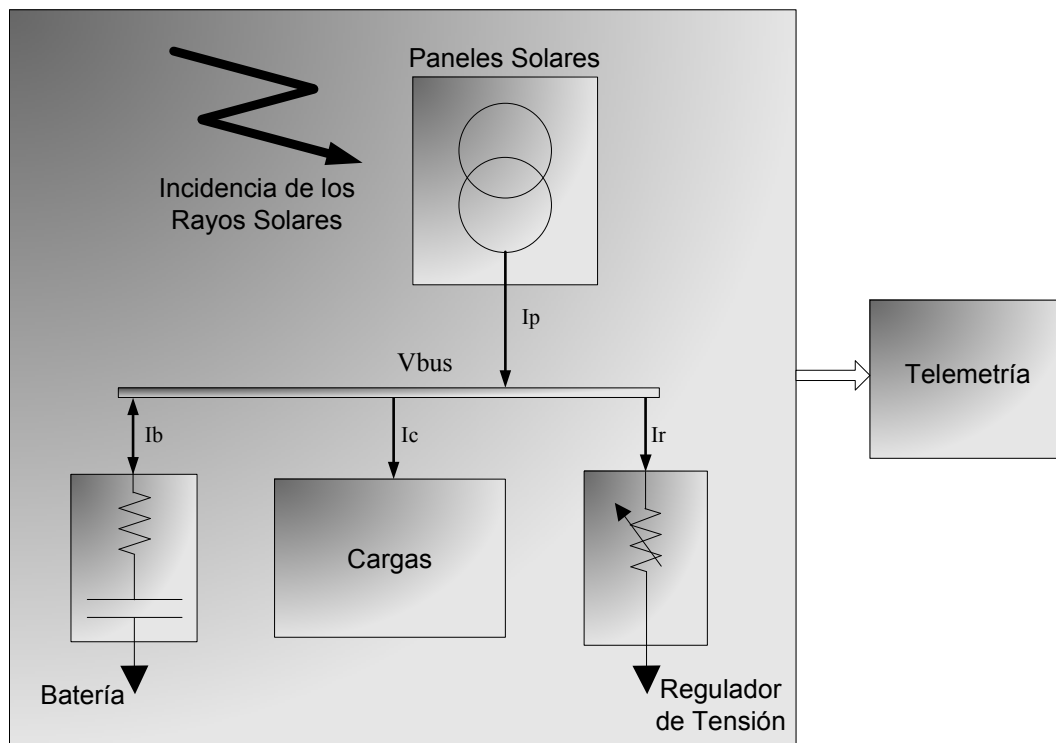 Paneles Solares
Incidencia de los
Rayos Solares
Ip
Vbus
Telemetría
Ib
Ic
Ir
Cargas
Batería
Regulador
de Tensión